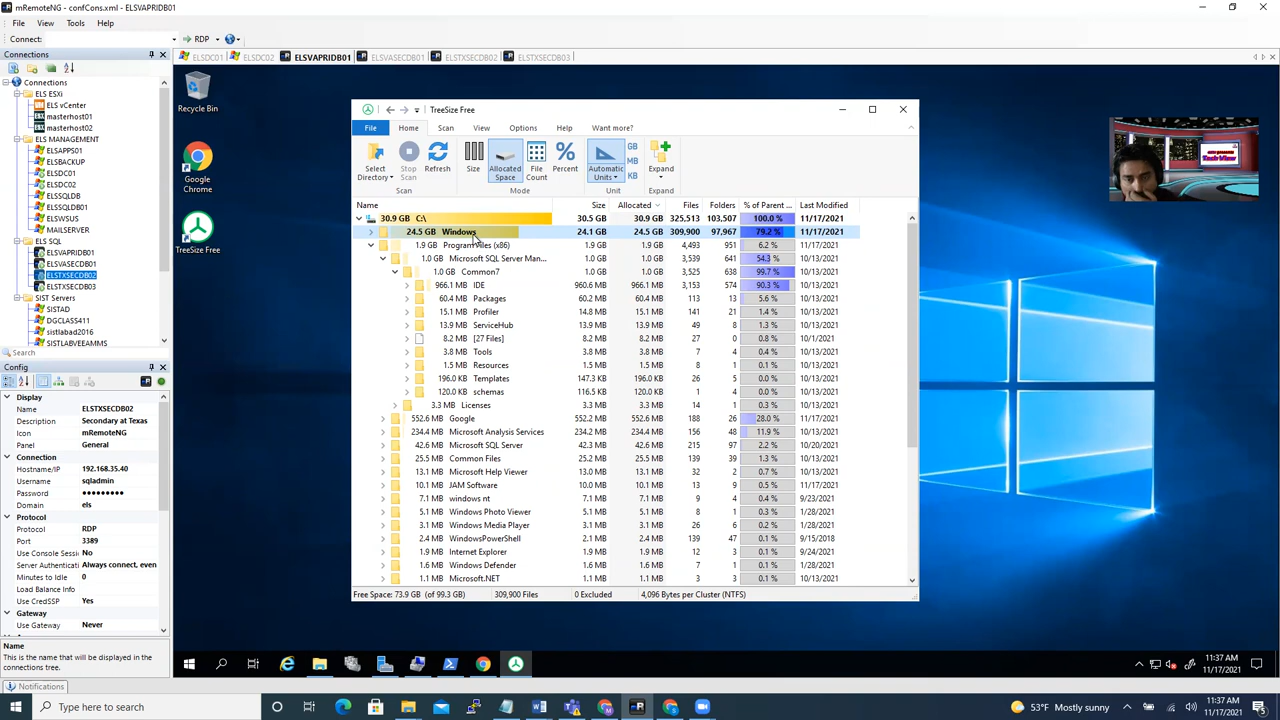 mRemoteNG - confCons.xml - ELSVAPRIDB01
File View Tools Help
Connect: RDP
Connections
Connections
ELS ESXi
ELS vCenter
masterhost01
masterhost02
ELS MANAGEMENT
ELSAPPS01
ELSBACKUP
ELSDC01
ELSDC02
ELSSQLDB
ELSVULNDB01
ELSWSUS
MAILSERVER
ELS SQL
ELSVAPRIDB01
ELSVASECDB01
ELSTXSECDB02
ELSTXSECDB03
SIST Servers
SISTAD
DGCLASS411
sistlabad2016
SISTLABVEEAMMS
Search
Config
Display
Name ELSTXSECDB02
Description Secondary at Texas
Icon mRemoteNG
Panel General
Connection
Hostname/IP 192.168.35.40
Username sqladmin
Password •••••••••
Domain els
Protocol
Protocol RDP
Port 3389
Use Console Sessi No
Server Authenticati Always connect, even
Minutes to Idle 0
Load Balance Info
Use CredSSP Yes
Gateway
Use Gateway Never
Name
This is the name that will be displayed in the
connections tree.
Notifications
ELSDC01 ELSDC02 ELSVAPRIDB01 ELSVASECDB01 ELSTXSECDB02 ELSTXSECDB03
Recycle Bin
Google
Chrome
TreeSize Free
TreeSize Free
File Home Scan View Options Help Want more?
Select
Directory
Stop
Scan
Refresh
Size
Allocated
Space
File
Count
Percent
Automatic
Units
GB
MB
KB
Expand
Scan Mode Unit Expand
Name Size Allocated Files Folders % of Parent ... Last Modified
30.9 GB C:\ 30.5 GB 30.9 GB 325,513 103,507 100.0 % 11/17/2021
24.5 GB Windows 24.1 GB 24.5 GB 309,900 97,967 79.2 % 11/17/2021
1.9 GB Program Files (x86) 1.9 GB 1.9 GB 4,493 951 6.2 % 11/17/2021
1.0 GB Microsoft SQL Server Man... 1.0 GB 1.0 GB 3,539 641 54.3 % 10/13/2021
1.0 GB Common7 1.0 GB 1.0 GB 3,525 638 99.7 % 10/13/2021
966.1 MB IDE 960.6 MB 966.1 MB 3,153 574 90.3 % 10/13/2021
60.4 MB Packages 60.2 MB 60.4 MB 113 13 5.6 % 10/13/2021
15.1 MB Profiler 14.8 MB 15.1 MB 141 21 1.4 % 10/13/2021
13.9 MB ServiceHub 13.9 MB 13.9 MB 49 8 1.3 % 10/13/2021
8.2 MB [27 Files] 8.2 MB 8.2 MB 27 0 0.8 % 10/1/2021
3.8 MB Tools 3.8 MB 3.8 MB 7 4 0.4 % 10/13/2021
1.5 MB Resources 1.5 MB 1.5 MB 9 1 0.1 % 10/13/2021
196.0 KB Templates 147.3 KB 196.0 KB 26 5 0.0 % 10/13/2021
120.0 KB schemas 116.5 KB 120.0 KB 1 4 0.0 % 10/13/2021
3.3 MB Licenses 3.3 MB 3.3 MB 14 1 0.3 % 10/13/2021
552.6 MB Google 552.2 MB 552.6 MB 188 26 28.0 % 11/17/2021
234.4 MB Microsoft Analysis Services 234.2 MB 234.4 MB 156 48 11.9 % 10/13/2021
42.6 MB Microsoft SQL Server 42.2 MB 42.6 MB 215 97 2.2 % 10/20/2021
25.5 MB Common Files 25.2 MB 25.5 MB 139 39 1.3 % 10/13/2021
13.1 MB Microsoft Help Viewer 13.0 MB 13.1 MB 32 2 0.7 % 10/13/2021
10.1 MB JAM Software 10.0 MB 10.1 MB 13 9 0.5 % 11/17/2021
7.1 MB windows nt 7.1 MB 7.1 MB 9 4 0.4 % 9/23/2021
5.1 MB Windows Photo Viewer 5.1 MB 5.1 MB 8 1 0.3 % 1/28/2021
3.1 MB Windows Media Player 3.1 MB 3.1 MB 26 6 0.2 % 1/28/2021
2.4 MB WindowsPowerShell 2.1 MB 2.4 MB 139 47 0.1 % 9/15/2018
1.9 MB Internet Explorer 1.9 MB 1.9 MB 12 3 0.1 % 9/24/2021
1.6 MB Windows Defender 1.6 MB 1.6 MB 7 1 0.1 % 1/28/2021
1.1 MB Microsoft.NET 1.1 MB 1.1 MB 3 3 0.1 % 10/13/2021
Free Space: 73.9 GB (of 99.3 GB) 309,900 Files 0 Excluded 4,096 Bytes per Cluster (NTFS)
Tech View
11:37 AM
11/17/2021
Type here to search
53°F Mostly sunny
11:37 AM
11/17/2021
5